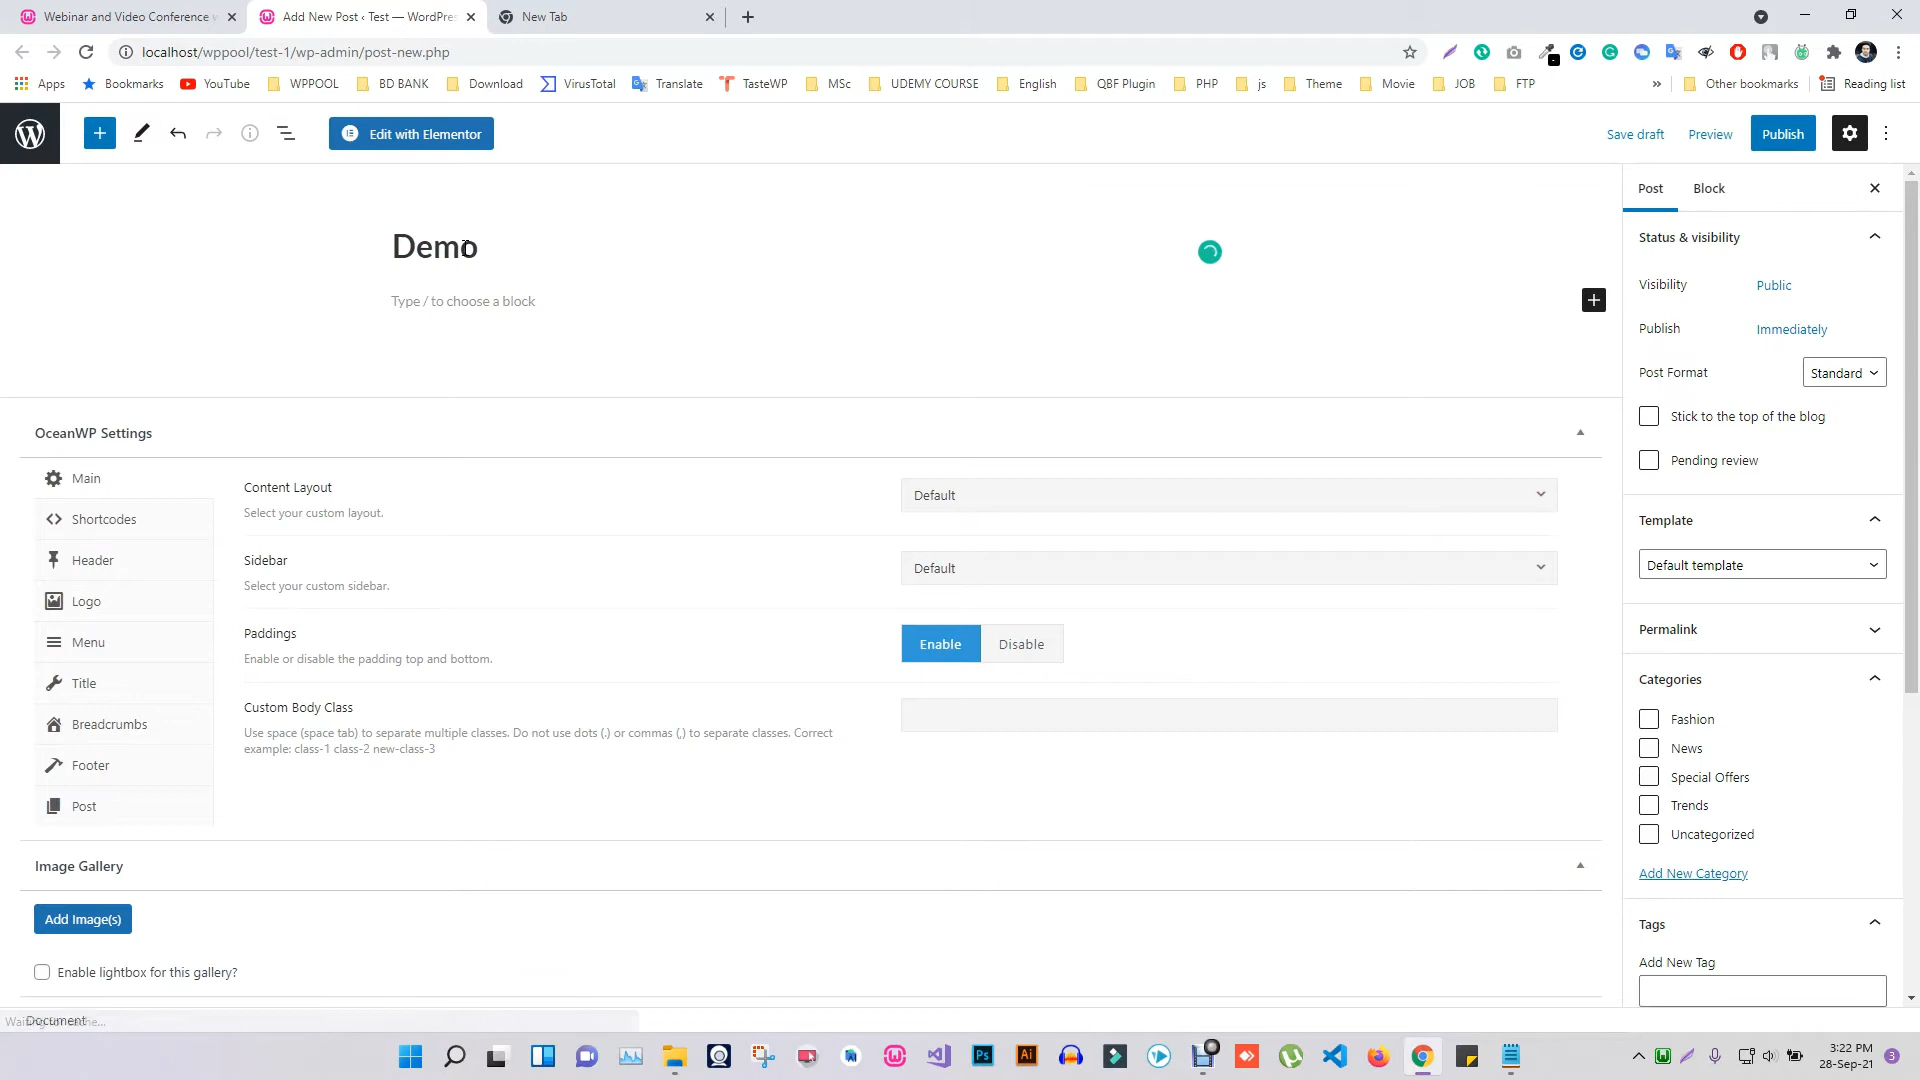 Webinar and Video Conference w
Add New Post ‹ Test — WordPres
New Tab
localhost/wppool/test-1/wp-admin/post-new.php
Apps
Bookmarks
YouTube
WPPOOL
BD BANK
Download
VirusTotal
Translate
TasteWP
MSc
UDEMY COURSE
English
QBF Plugin
PHP
js
Theme
Movie
JOB
FTP
»
Other bookmarks
Reading list
Edit with Elementor
Save draft
Preview
Publish
Post
Block
Demo
Type / to choose a block
Status & visibility
Visibility
Public
Publish
Immediately
Post Format
Standard
Stick to the top of the blog
Pending review
Template
Default template
Permalink
Categories
Fashion
News
Special Offers
Trends
Uncategorized
Add New Category
Tags
Add New Tag
OceanWP Settings
Main
Shortcodes
Header
Logo
Menu
Title
Breadcrumbs
Footer
Post
Content Layout
Select your custom layout.
Default
Sidebar
Select your custom sidebar.
Default
Paddings
Enable or disable the padding top and bottom.
Enable
Disable
Custom Body Class
Use space (space tab) to separate multiple classes. Do not use dots (.) or commas (,) to separate classes. Correct
example: class-1 class-2 new-class-3
Image Gallery
Add Image(s)
Enable lightbox for this gallery?
Document
Ps
Ai
3:22 PM
28-Sep-21
3